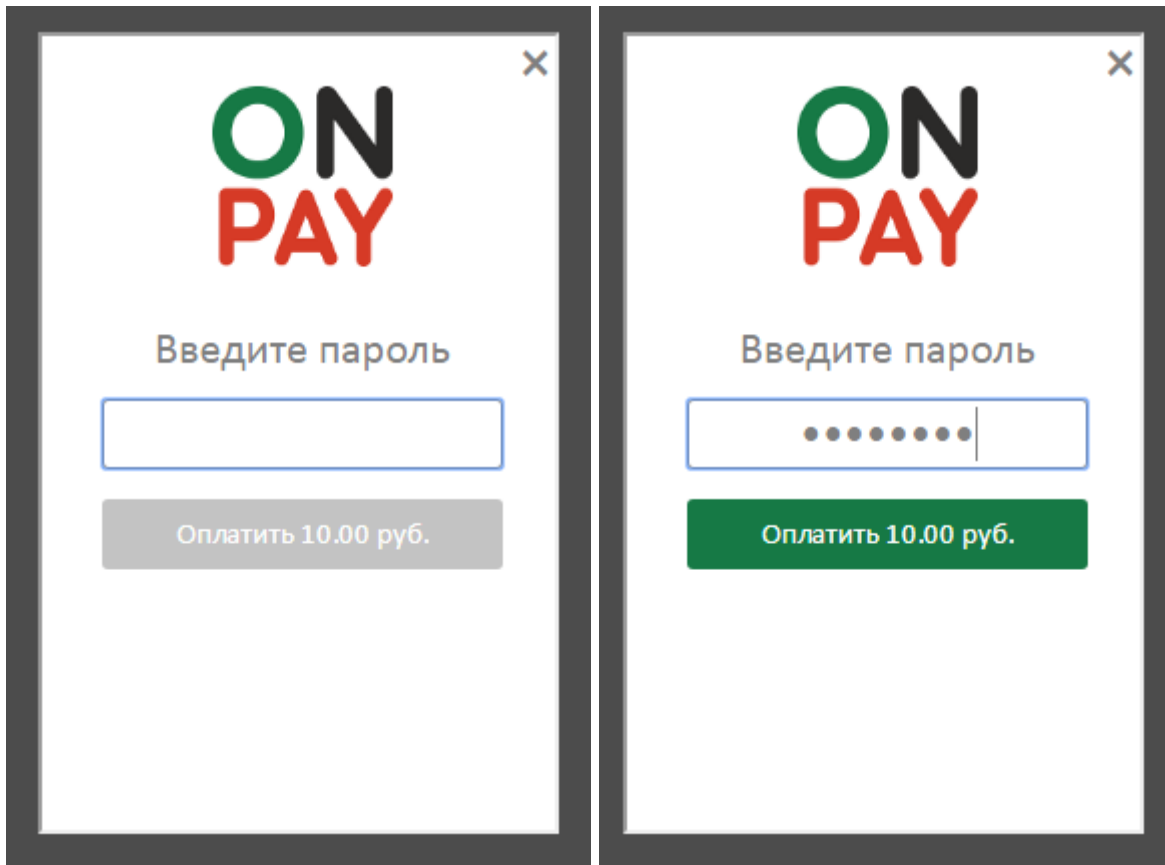 ON
PAY
Введите пароль
Оплатить 10.00 руб.
ON
PAY
Введите пароль
••••••••
Оплатить 10.00 руб.